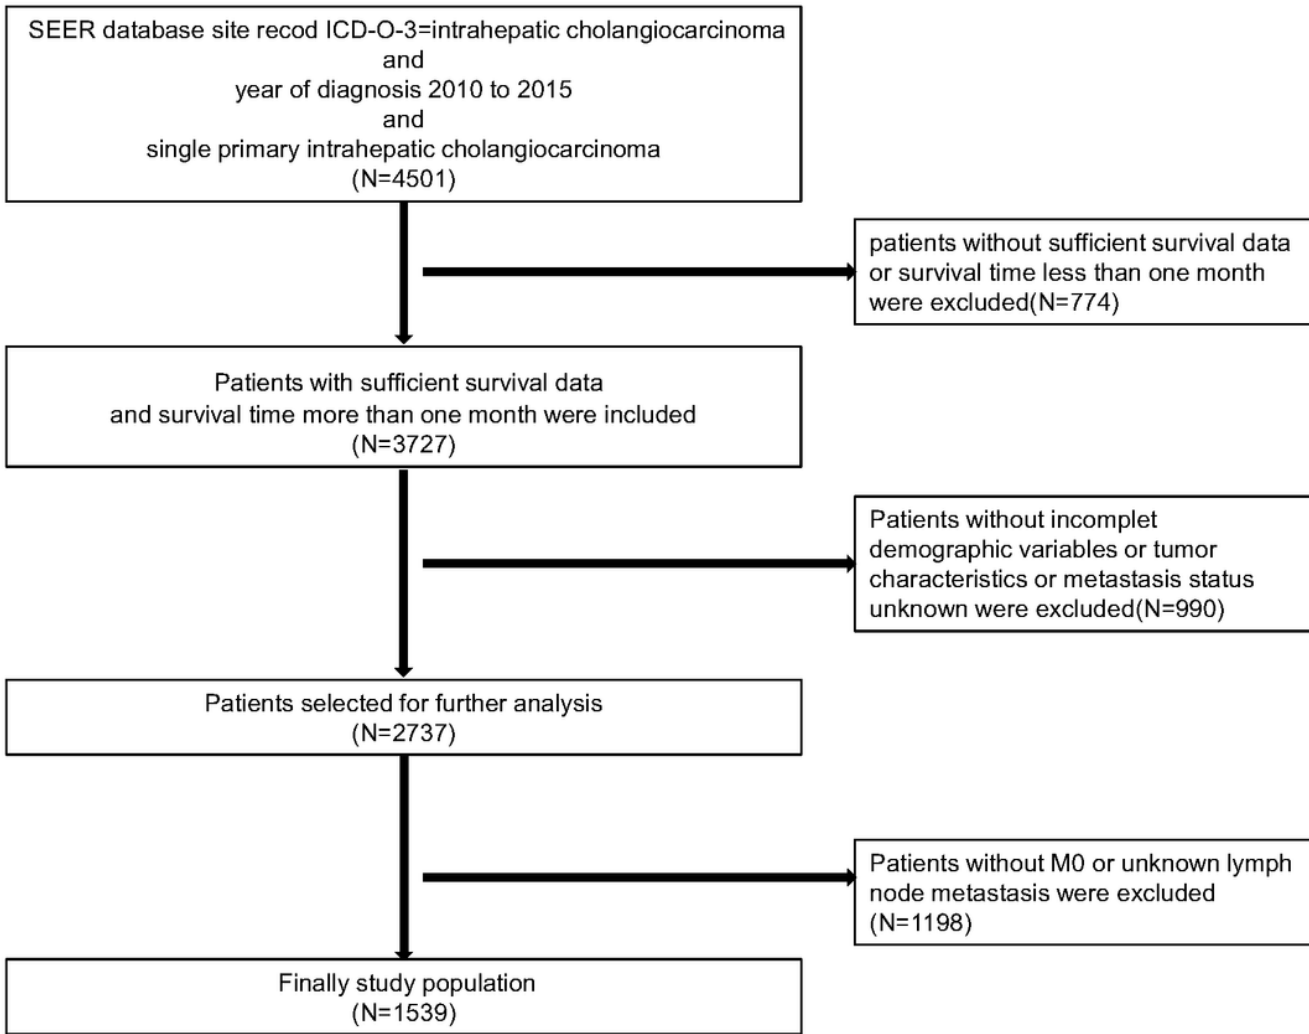 SEER database site recod ICD-O-3=intrahepatic cholangiocarcinoma
and
year of diagnosis 2010 to 2015
and
single primary intrahepatic cholangiocarcinoma
(N=4501)
patients without sufficient survival data
or survival time less than one month
were excluded(N=774)
Patients with sufficient survival data
and survival time more than one month were included
(N=3727)
Patients without incomplet
demographic variables or tumor
characteristics or metastasis status
unknown were excluded(N=990)
Patients selected for further analysis
(N=2737)
Patients without M0 or unknown lymph
node metastasis were excluded
(N=1198)
Finally study population
(N=1539)